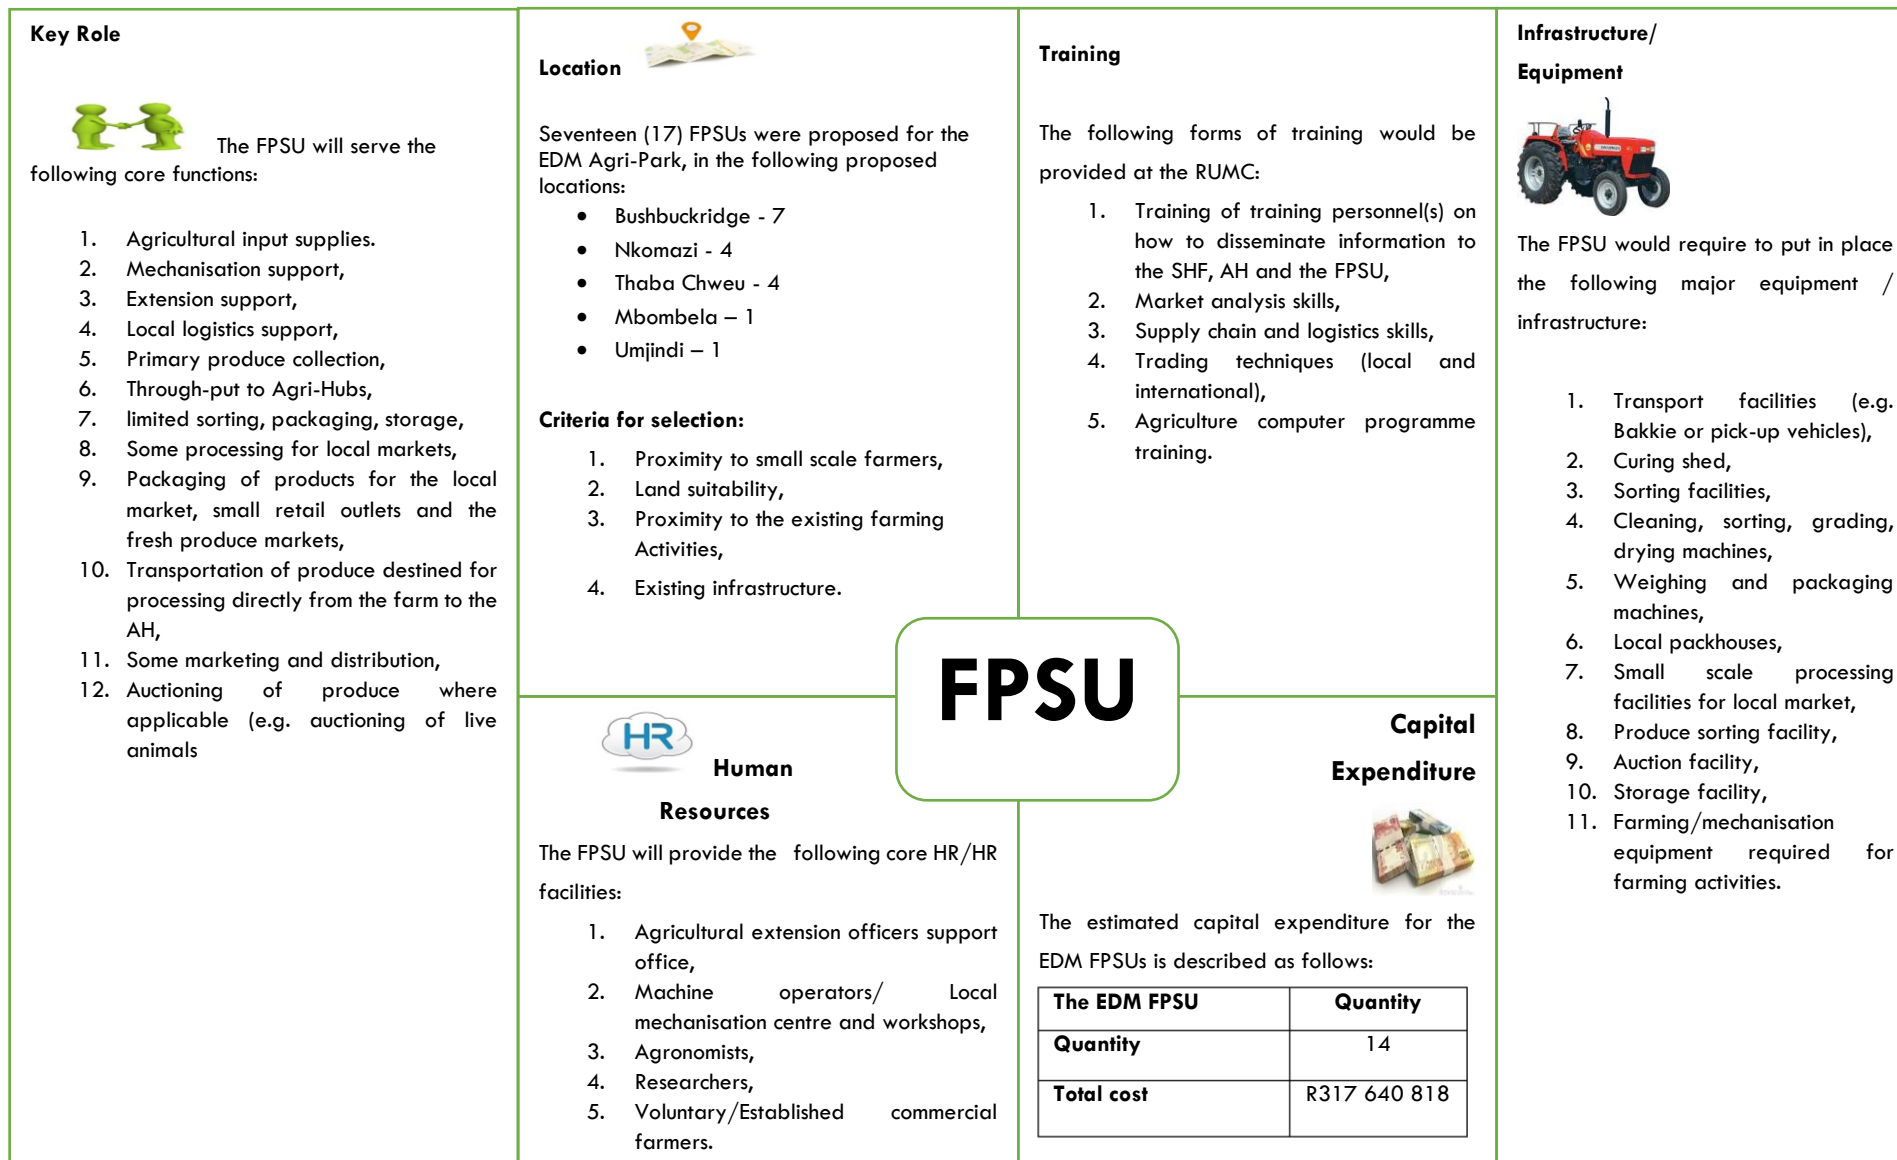 Key Role
The FPSU will serve the
following core functions:
1. Agricultural input supplies.
2. Mechanisation support,
3. Extension support,
4. Local logistics support,
5. Primary produce collection,
6. Through-put to Agri-Hubs,
7. limited sorting, packaging, storage,
8. Some processing for local markets,
9. Packaging of products for the local
market, small retail outlets and the
fresh produce markets,
10. Transportation of produce destined for
processing directly from the farm to the
AH,
11. Some marketing and distribution,
12. Auctioning of produce where
applicable (e.g. auctioning of live
animals
Location
Seventeen (17) FPSUs were proposed for the
EDM Agri-Park, in the following proposed
locations:
• Bushbuckridge - 7
• Nkomazi - 4
• Thaba Chweu - 4
• Mbombela – 1
• Umjindi – 1
Criteria for selection:
1. Proximity to small scale farmers,
2. Land suitability,
3. Proximity to the existing farming
Activities,
4. Existing infrastructure.
Training
The following forms of training would be
provided at the RUMC:
1. Training of training personnel(s) on
how to disseminate information to
the SHF, AH and the FPSU,
2. Market analysis skills,
3. Supply chain and logistics skills,
4. Trading techniques (local and
international),
5. Agriculture computer programme
training.
Infrastructure/
Equipment
The FPSU would require to put in place
the following major equipment /
infrastructure:
1. Transport facilities (e.g.
Bakkie or pick-up vehicles),
2. Curing shed,
3. Sorting facilities,
4. Cleaning, sorting, grading,
drying machines,
5. Weighing and packaging
machines,
6. Local packhouses,
7. Small scale processing
facilities for local market,
8. Produce sorting facility,
9. Auction facility,
10. Storage facility,
11. Farming/mechanisation
equipment required for
farming activities.
FPSU
HR
Human
Resources
The FPSU will provide the following core HR/HR
facilities:
1. Agricultural extension officers support
office,
2. Machine operators/ Local
mechanisation centre and workshops,
3. Agronomists,
4. Researchers,
5. Voluntary/Established commercial
farmers.
Capital
Expenditure
The estimated capital expenditure for the
EDM FPSUs is described as follows:
The EDM FPSU Quantity
Quantity 14
Total cost R317 640 818